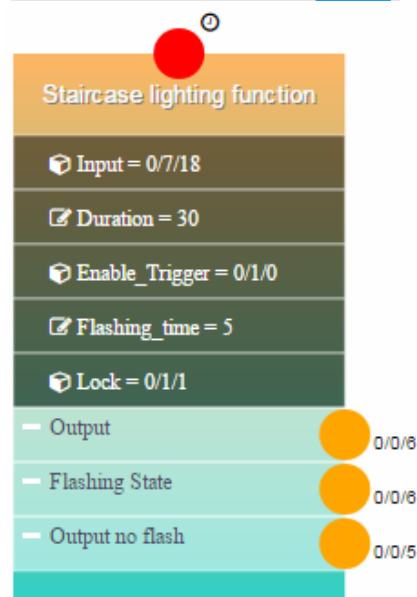 Staircase lighting function
Input = 0/7/18
Duration = 30
Enable_Trigger = 0/1/0
Flashing_time = 5
Lock = 0/1/1
Output
0/0/6
Flashing State
0/0/6
Output no flash
0/0/5